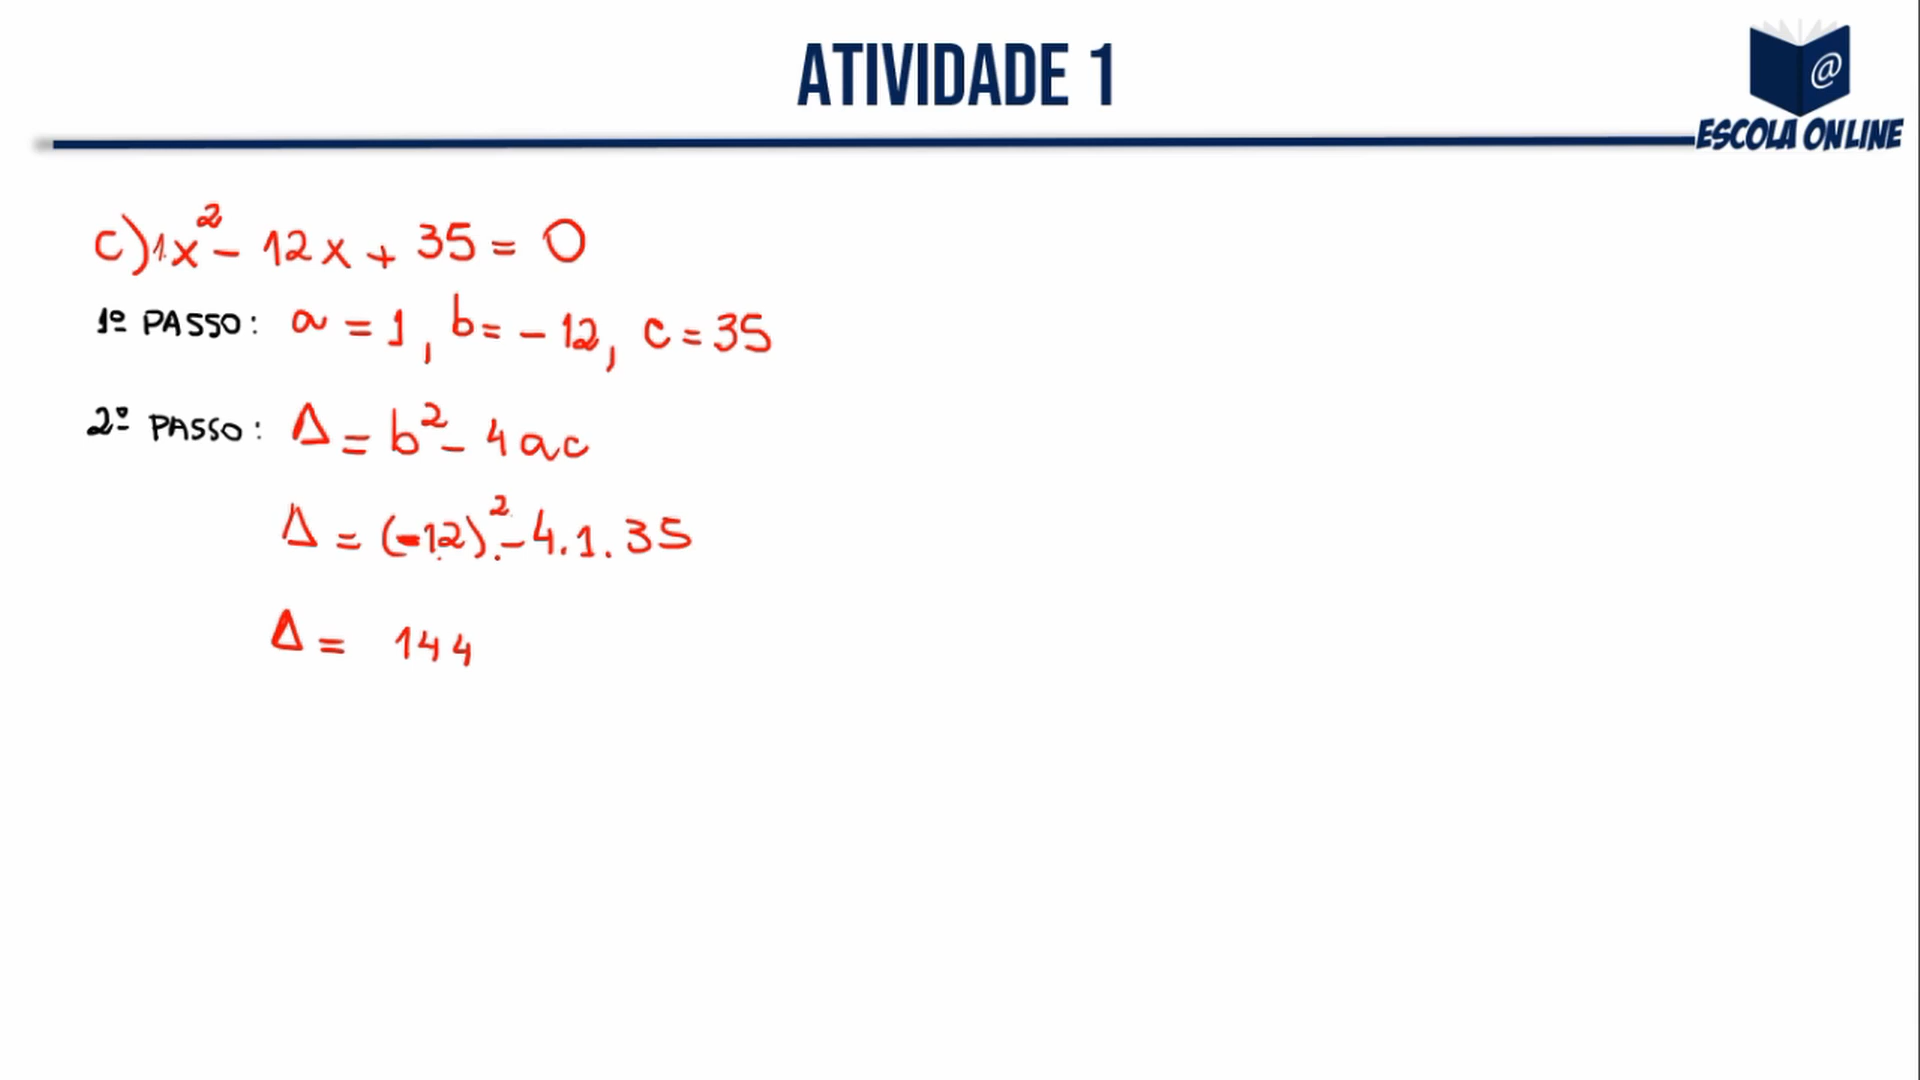 ATIVIDADE 1
@
ESCOLA ONLINE
c) 1x² - 12x + 35 = 0
1º PASSO: a = 1, b = - 12, c = 35
2º PASSO: Δ = b² - 4ac
Δ = (-12)² - 4.1.35
Δ = 144